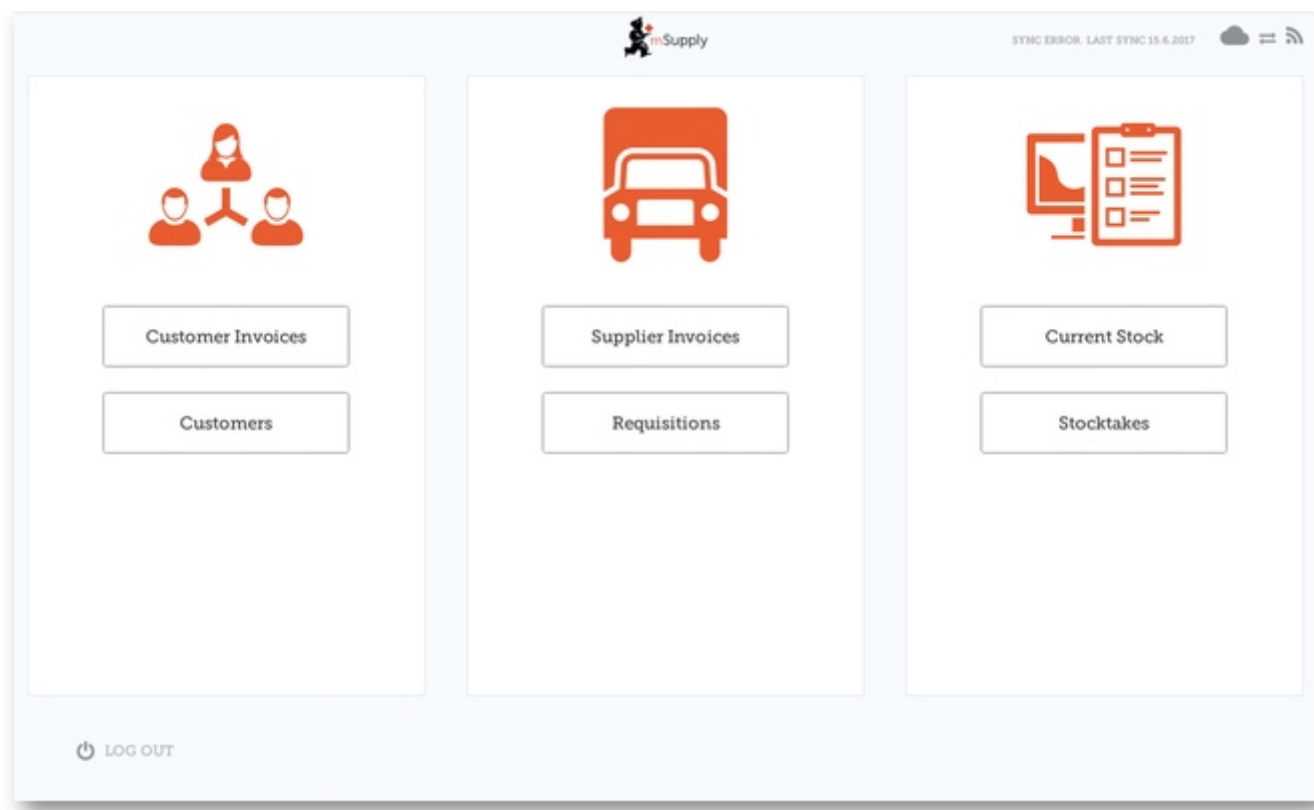 mSupply
SYNC ERROR. LAST SYNC 15.6.2017
Customer Invoices
Customers
Supplier Invoices
Requisitions
Current Stock
Stocktakes
LOG OUT